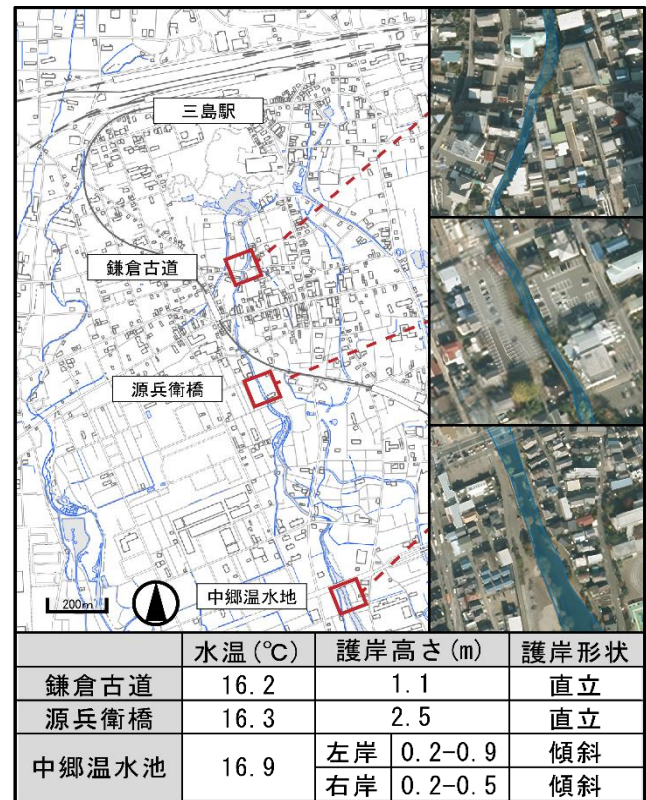 三島駅
鎌倉古道
源兵衛橋
中郷温水地
200m
水温(℃) 護岸高さ(m) 護岸形状
鎌倉古道 16.2 1.1 直立
源兵衛橋 16.3 2.5 直立
中郷温水池 16.9 左岸 0.2-0.9 傾斜
右岸 0.2-0.5 傾斜